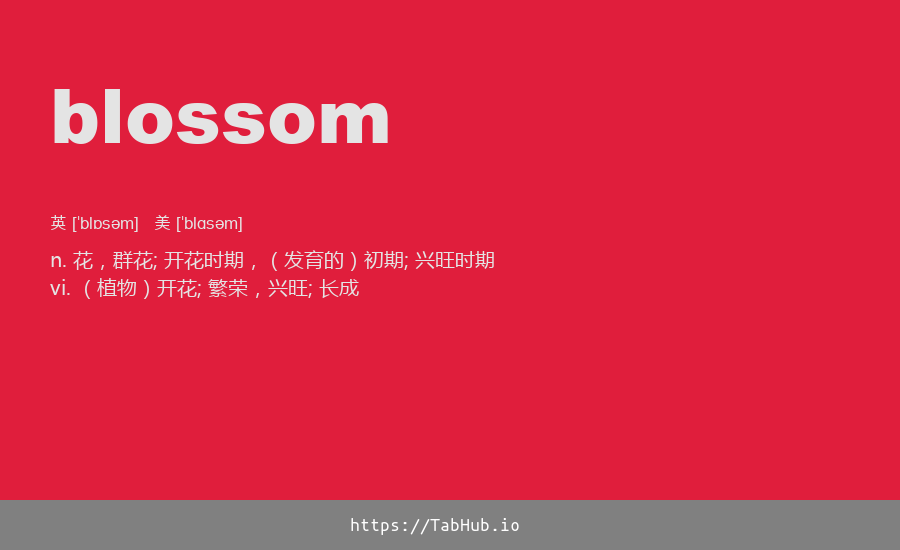 blossom
英 [ˈblɒsəm] 美 [ˈblɑsəm]
n. 花，群花; 开花时期，（发育的）初期; 兴旺时期
vi. （植物）开花; 繁荣，兴旺; 长成
https://TabHub.io